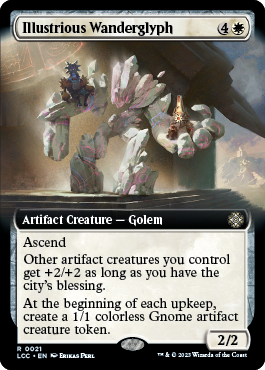 Illustrious Wanderglyph 4
Artifact Creature — Golem
Ascend
Other artifact creatures you control
get +2/+2 as long as you have the
city's blessing.
At the beginning of each upkeep,
create a 1/1 colorless Gnome artifact
creature token.
2/2
R 0021
LCC • EN ERIKAS PERL
™ & © 2023 Wizards of the Coast